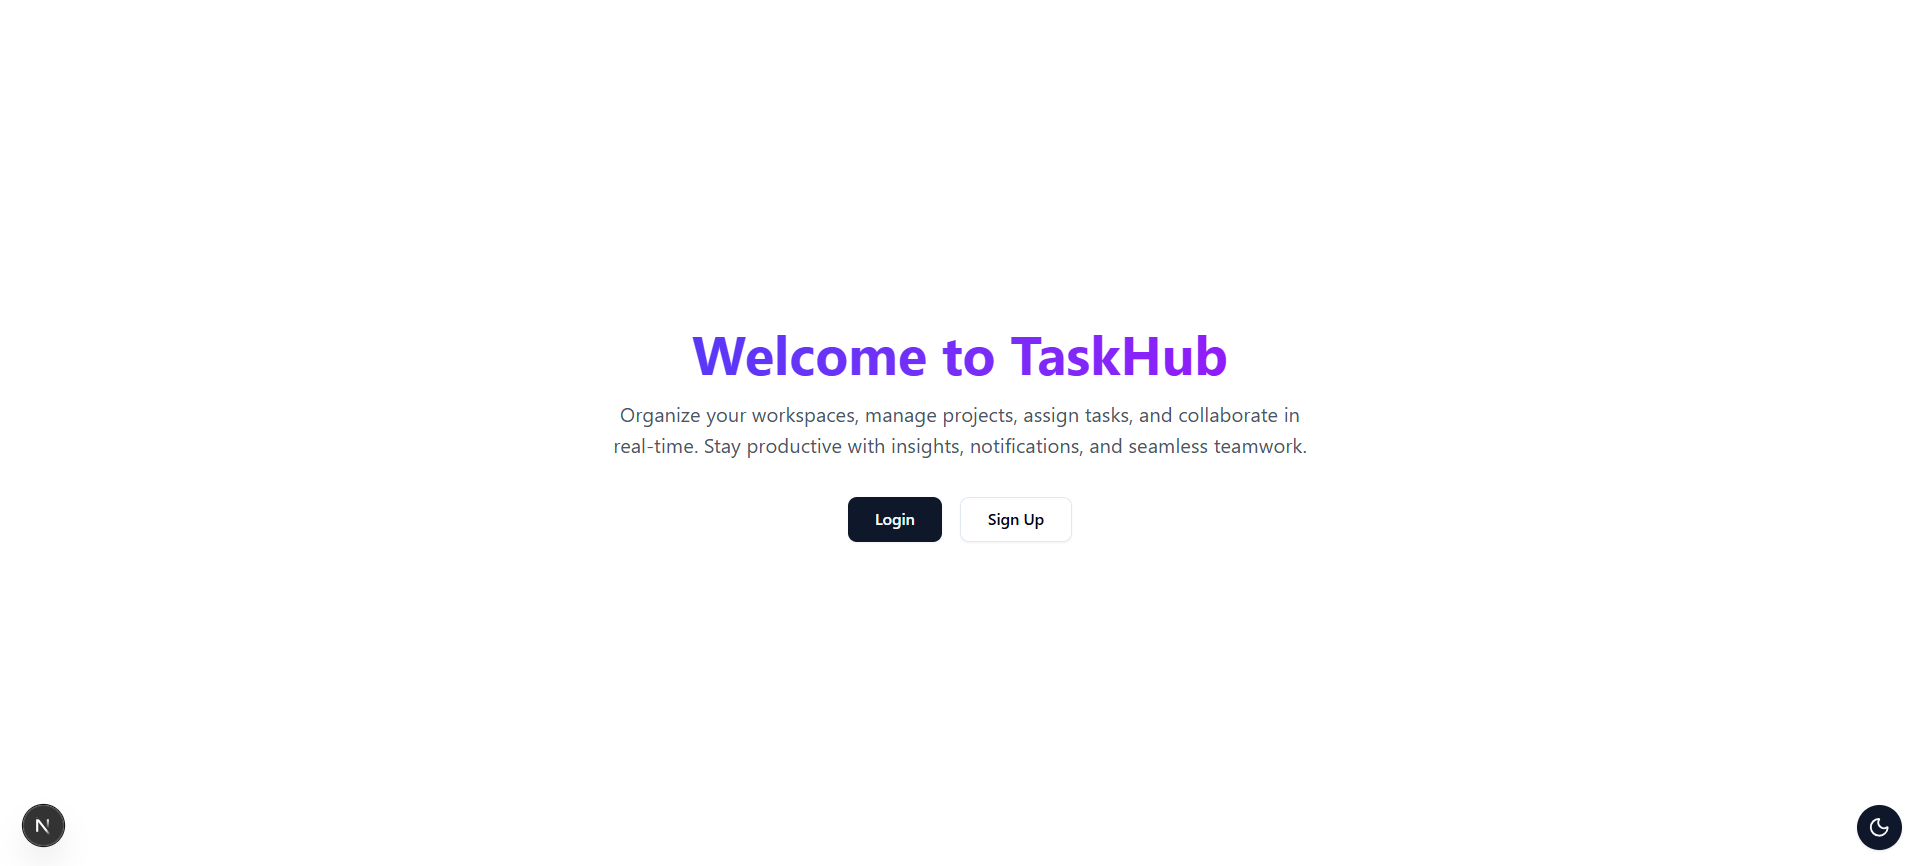 Welcome to TaskHub
Organize your workspaces, manage projects, assign tasks, and collaborate in
real-time. Stay productive with insights, notifications, and seamless teamwork.
Login
Sign Up
N